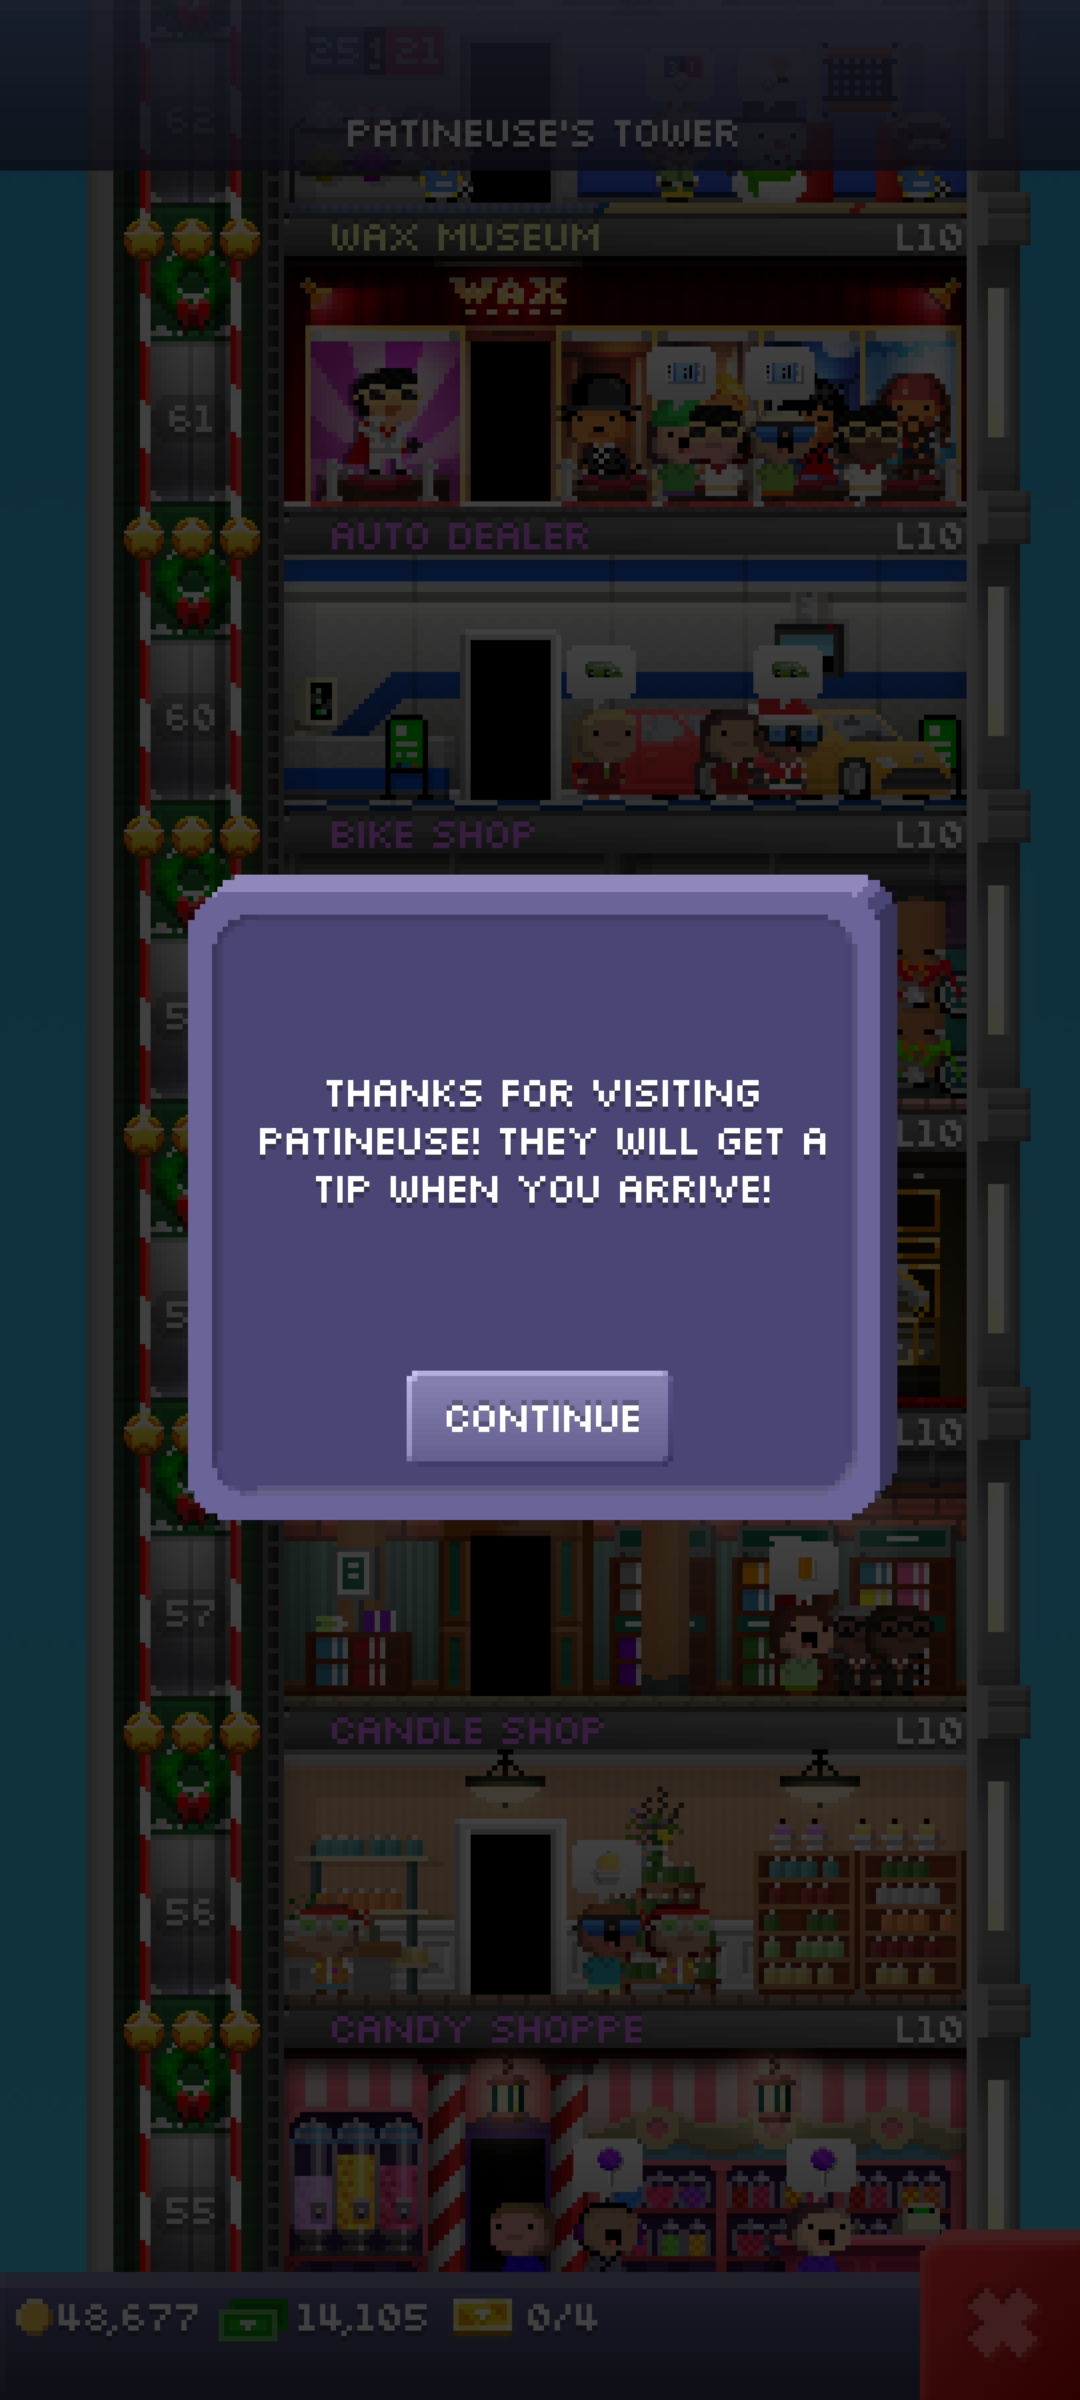 25 21
62
PATINEUSE'S TOWER
WAX MUSEUM L10
WAX
61
AUTO DEALER L10
60
BIKE SHOP L10
5
L10
THANKS FOR VISITING
PATINEUSE! THEY WILL GET A
TIP WHEN YOU ARRIVE!
5
CONTINUE
L10
57
CANDLE SHOP L10
56
CANDY SHOPPE L10
55
48,677 14,105 0/4